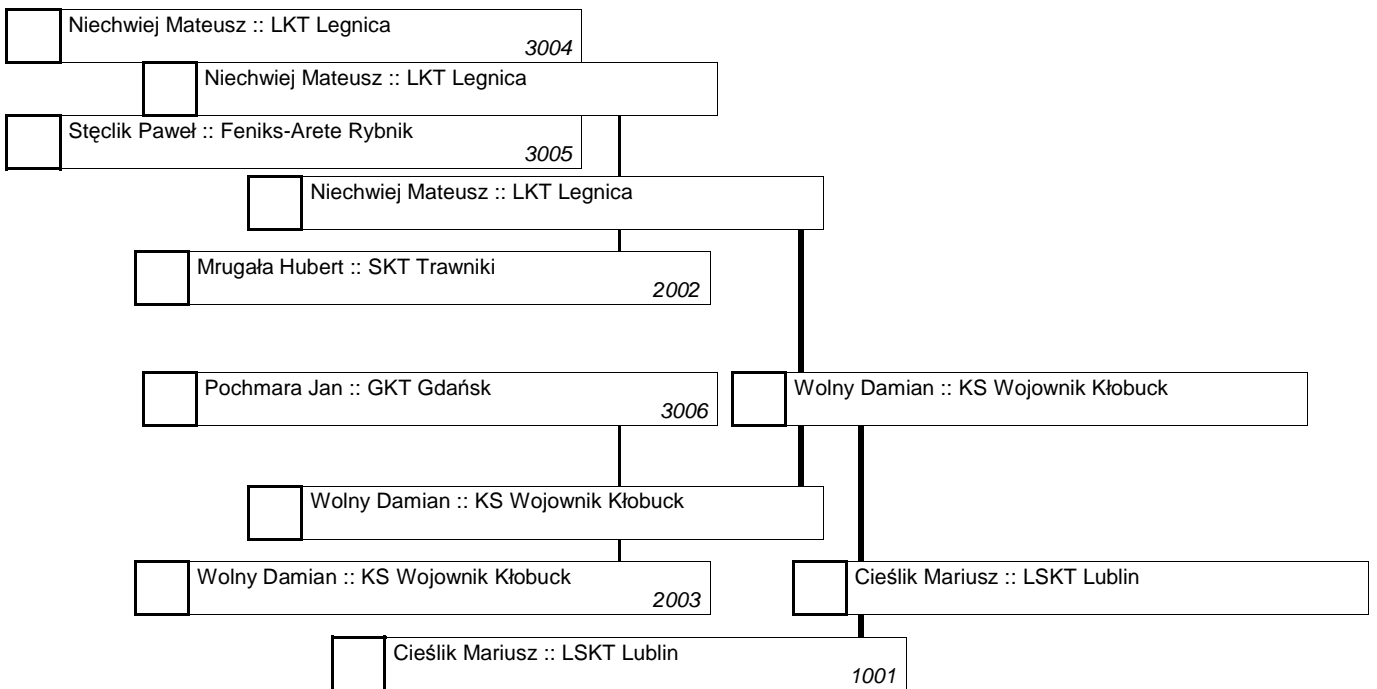 Niechwiej Mateusz :: LKT Legnica
3004
Niechwiej Mateusz :: LKT Legnica
Stęclik Paweł :: Feniks-Arete Rybnik
3005
Niechwiej Mateusz :: LKT Legnica
Mrugała Hubert :: SKT Trawniki
2002
Pochmara Jan :: GKT Gdańsk
3006
Wolny Damian :: KS Wojownik Kłobuck
Wolny Damian :: KS Wojownik Kłobuck
Wolny Damian :: KS Wojownik Kłobuck
2003
Cieślik Mariusz :: LSKT Lublin
Cieślik Mariusz :: LSKT Lublin
1001